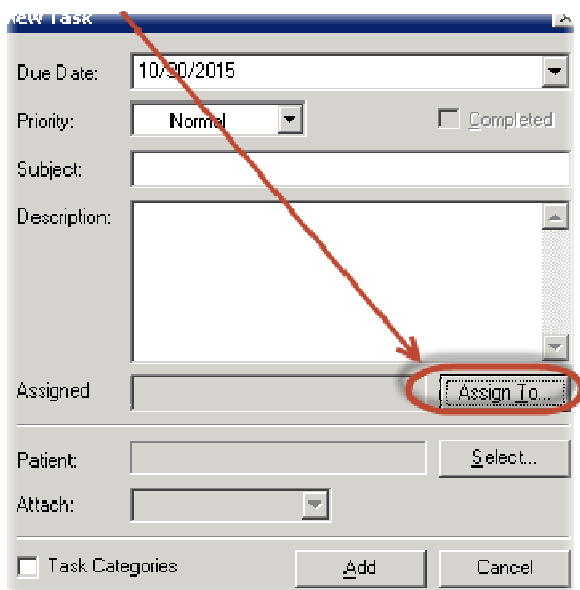 New Task
Due Date: 10/20/2015
Priority: Normal Completed
Subject:
Description:
Assigned Assign To...
Patient: Select...
Attach:
Task Categories Add Cancel